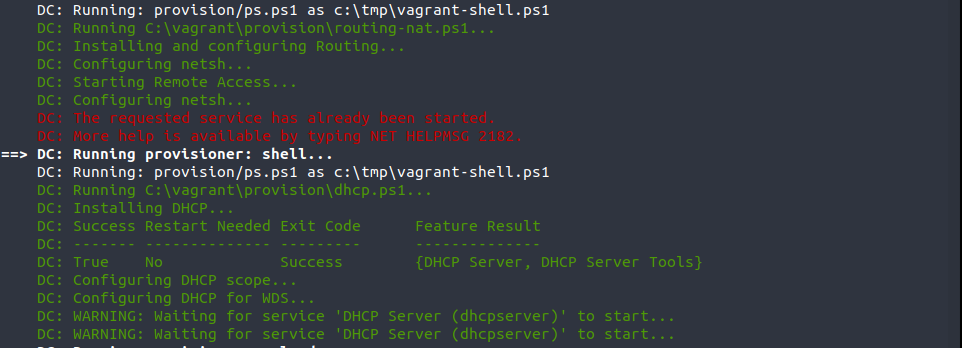 DC: Running: provision/ps.ps1 as c:\tmp\vagrant-shell.ps1
DC: Running C:\vagrant\provision\routing-nat.ps1...
DC: Installing and configuring Routing...
DC: Configuring netsh...
DC: Starting Remote Access...
DC: Configuring netsh...
DC: The requested service has already been started.
DC: More help is available by typing NET HELPMSG 2182.
==> DC: Running provisioner: shell...
DC: Running: provision/ps.ps1 as c:\tmp\vagrant-shell.ps1
DC: Running C:\vagrant\provision\dhcp.ps1...
DC: Installing DHCP...
DC: Success Restart Needed Exit Code      Feature Result
DC: ------- -------------- ---------      --------------
DC: True    No             Success        {DHCP Server, DHCP Server Tools}
DC: Configuring DHCP scope...
DC: Configuring DHCP for WDS...
DC: WARNING: Waiting for service 'DHCP Server (dhcpserver)' to start...
DC: WARNING: Waiting for service 'DHCP Server (dhcpserver)' to start...